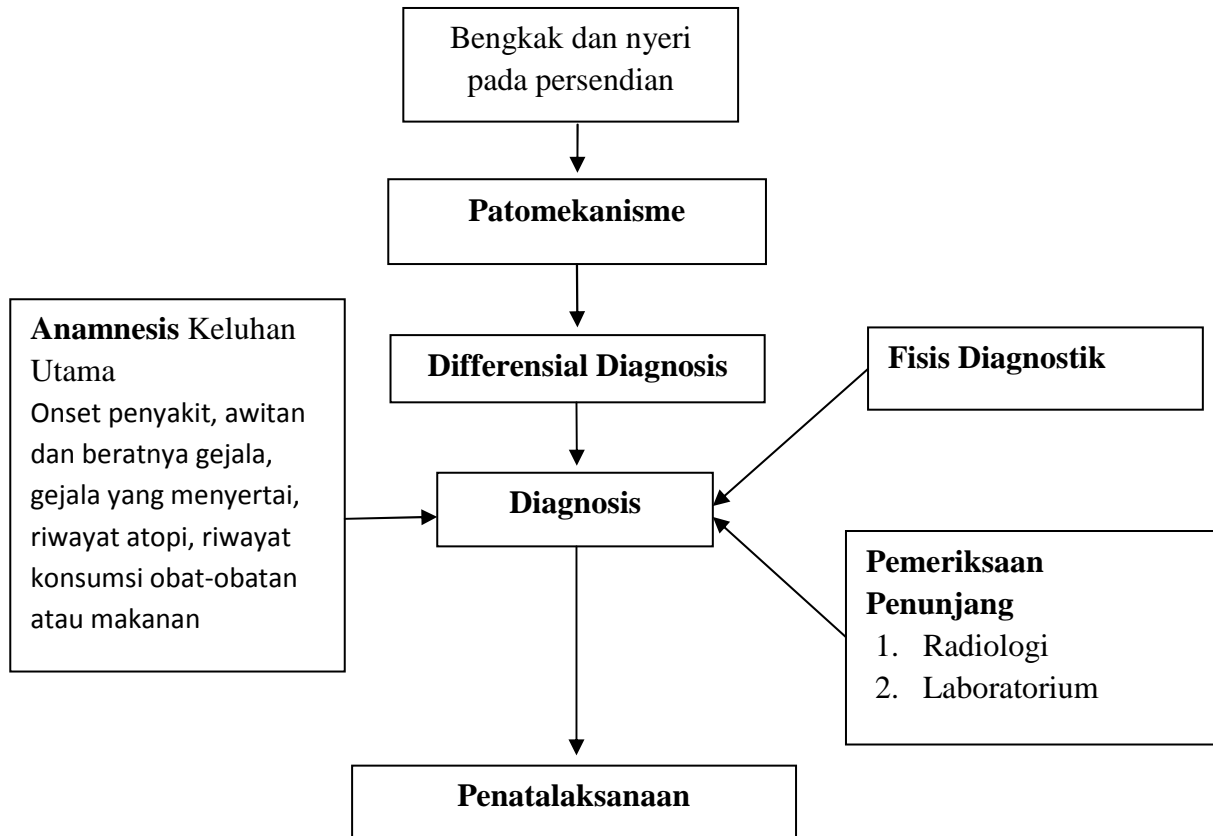 Bengkak dan nyeri
pada persendian
Patomekanisme
Anamnesis Keluhan
Utama
Onset penyakit, awitan
dan beratnya gejala,
gejala yang menyertai,
riwayat atopi, riwayat
konsumsi obat-obatan
atau makanan
Differensial Diagnosis
Fisis Diagnostik
Diagnosis
Pemeriksaan
Penunjang
1. Radiologi
2. Laboratorium
Penatalaksanaan